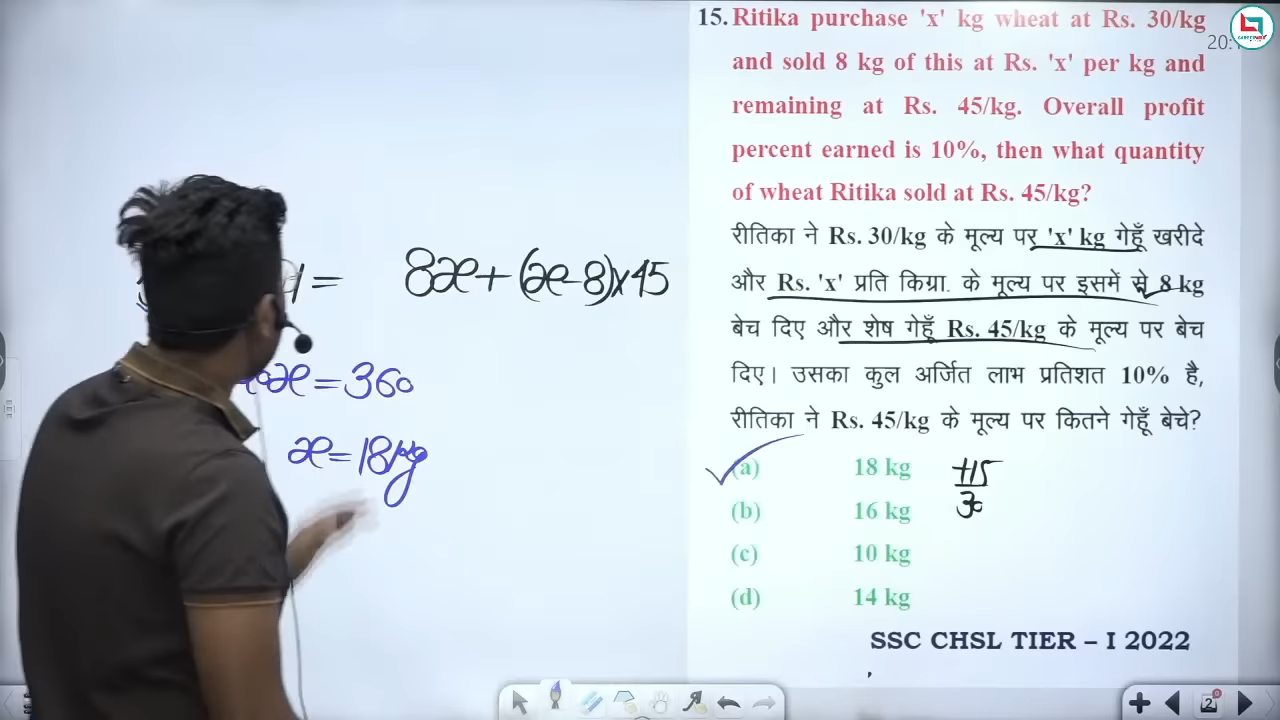 15. Ritika purchase 'x' kg wheat at Rs. 30/kg
and sold 8 kg of this at Rs. 'x' per kg and
remaining at Rs. 45/kg. Overall profit
percent earned is 10%, then what quantity
of wheat Ritika sold at Rs. 45/kg?
रीतिका ने Rs. 30/kg के मूल्य पर 'x' kg गेहूँ खरीदे
और Rs. 'x' प्रति किग्रा. के मूल्य पर इसमें से 8 kg
बेच दिए और शेष गेहूँ Rs. 45/kg के मूल्य पर बेच
दिए। उसका कुल अर्जित लाभ प्रतिशत 10% है,
रीतिका ने Rs. 45/kg के मूल्य पर कितने गेहूँ बेचे?
(a) 18 kg
(b) 16 kg
(c) 10 kg
(d) 14 kg
SSC CHSL TIER – I 2022
= 8x+(x-8)x45
x=360
x=18kg
+15
30
2